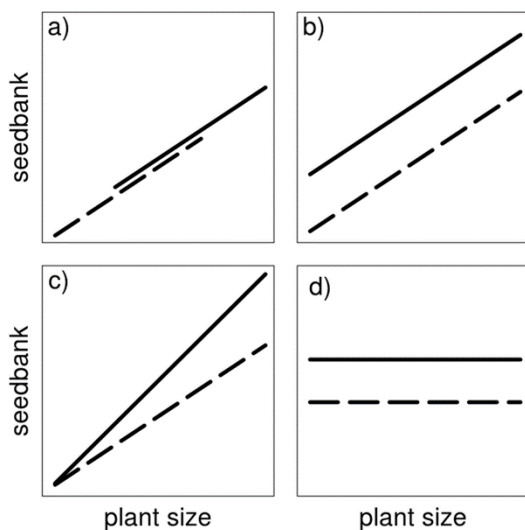 a)
b)
seedbank
c)
d)
seedbank
plant size
plant size